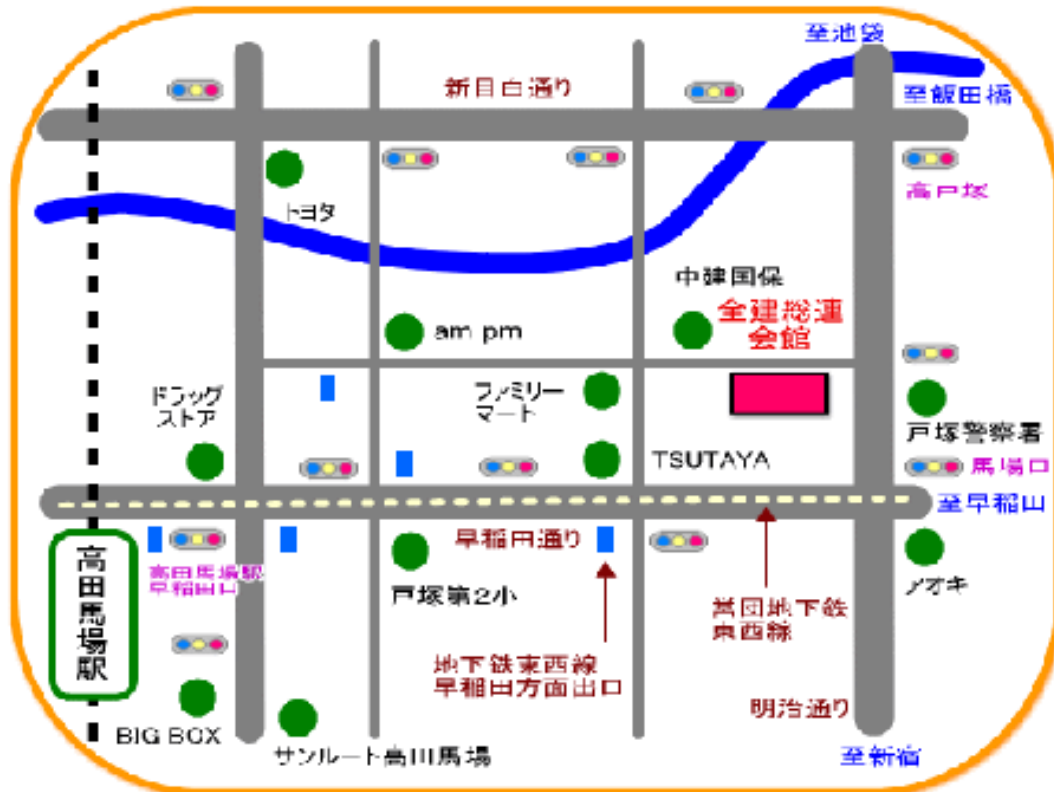 至池袋
新目白通り
至飯田橋
高戸塚
トヨタ
中建国保
全建総連
会館
am pm
ドラッグ
ストア
ファミリー
マート
戸塚警察署
TSUTAYA
馬場口
至早稲山
早稲田通り
高田馬場駅
早稲田口
高田馬場駅
戸塚第2小
アオキ
営団地下鉄
東西線
地下鉄東西線
早稲田方面出口
明治通り
BIG BOX
サンルート高川馬場
至新宿